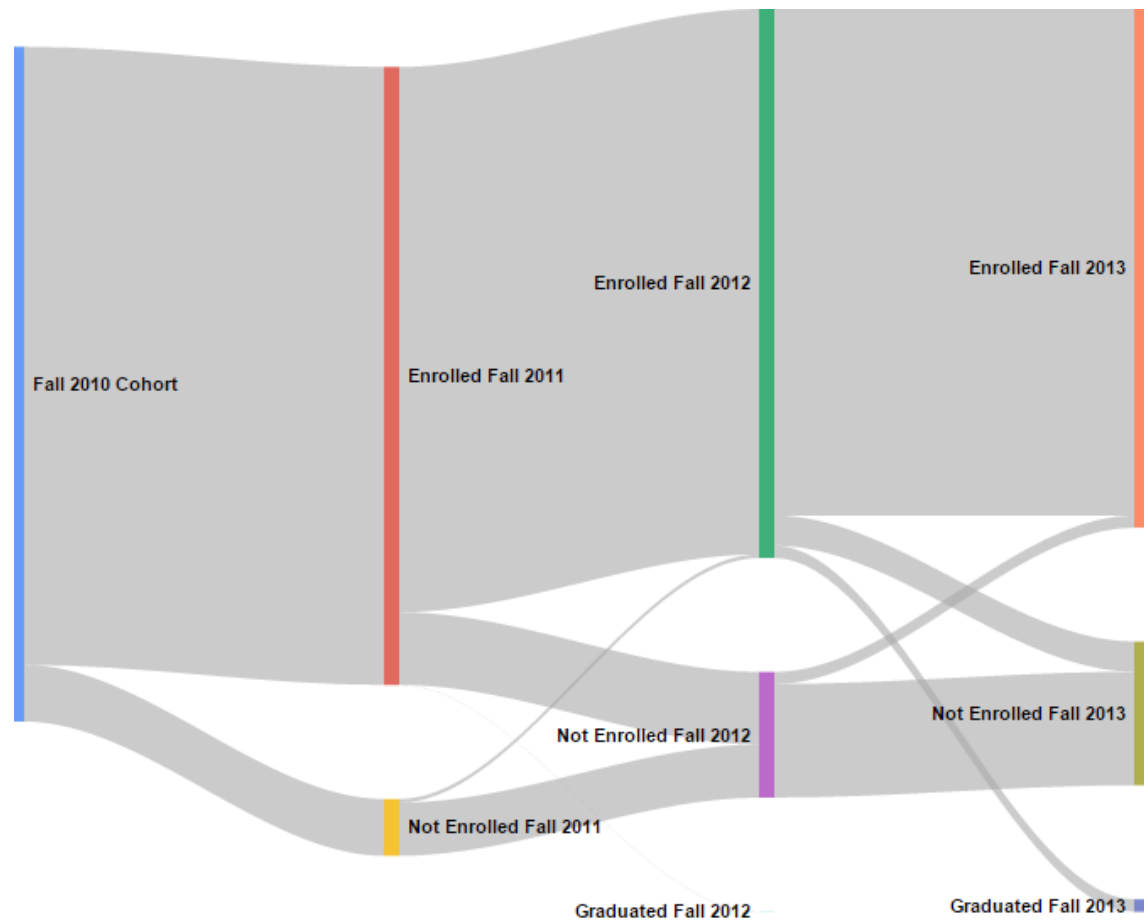 Fall 2010 Cohort
Enrolled Fall 2011
Not Enrolled Fall 2011
Enrolled Fall 2012
Not Enrolled Fall 2012
Graduated Fall 2012
Enrolled Fall 2013
Not Enrolled Fall 2013
Graduated Fall 2013